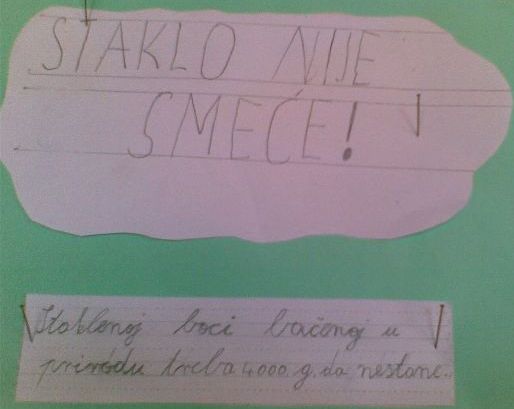 STAKLO NIJE
SMEĆE!
Staklenoj boci bačenoj u
prirodu treba 4000 g. da nestane..